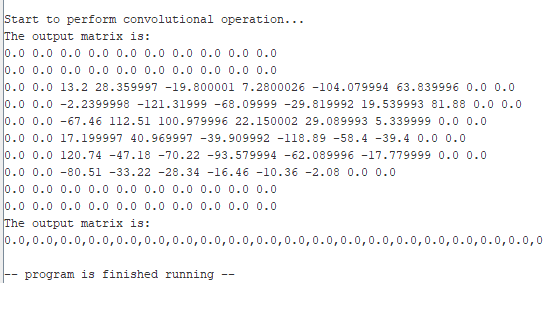 Start to perform convolutional operation...
The output matrix is:
0.0 0.0 0.0 0.0 0.0 0.0 0.0 0.0 0.0 0.0
0.0 0.0 0.0 0.0 0.0 0.0 0.0 0.0 0.0 0.0
0.0 0.0 13.2 28.359997 -19.800001 7.2800026 -104.079994 63.839996 0.0 0.0
0.0 0.0 -2.2399998 -121.31999 -68.09999 -29.819992 19.539993 81.88 0.0 0.0
0.0 0.0 -67.46 112.51 100.979996 22.150002 29.089993 5.339999 0.0 0.0
0.0 0.0 17.199997 40.969997 -39.909992 -118.89 -58.4 -39.4 0.0 0.0
0.0 0.0 120.74 -47.18 -70.22 -93.579994 -62.089996 -17.779999 0.0 0.0
0.0 0.0 -80.51 -33.22 -28.34 -16.46 -10.36 -2.08 0.0 0.0
0.0 0.0 0.0 0.0 0.0 0.0 0.0 0.0 0.0 0.0
0.0 0.0 0.0 0.0 0.0 0.0 0.0 0.0 0.0 0.0
The output matrix is:
0.0,0.0,0.0,0.0,0.0,0.0,0.0,0.0,0.0,0.0,0.0,0.0,0.0,0.0,0.0,0.0,0.0,0.0,0.0,0
-- program is finished running --